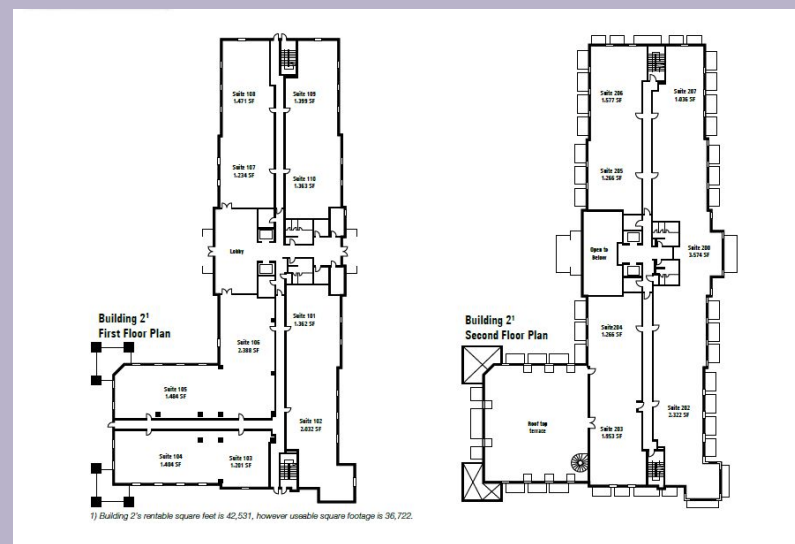 Suite 108
1.471 SF
Suite 109
1.399 SF
Suite 107
1.234 SF
Suite 110
1.363 SF
Lobby
Building 2¹
First Floor Plan
Suite 101
1.362 SF
Suite 106
2.388 SF
Suite 105
1.484 SF
Suite 102
2.032 SF
Suite 104
1.404 SF
Suite 103
1.201 SF
Suite 206
1.577 SF
Suite 207
1.036 SF
Suite 205
1.266 SF
Open to
Below
Suite 208
3.574 SF
Building 2¹
Second Floor Plan
Suite 204
1.266 SF
Roof top
terrace
Suite 203
1.053 SF
Suite 202
2.322 SF
1) Building 2's rentable square feet is 42,531, however useable square footage is 36,722.